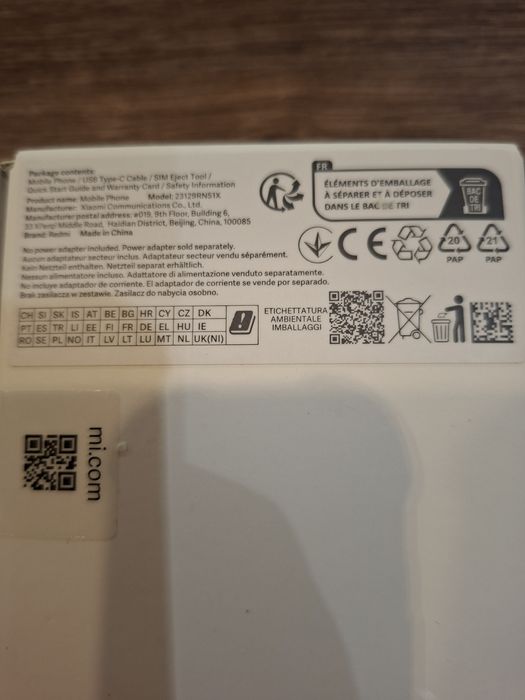 Package contents:
Mobile Phone / USB Type-C Cable / SIM Eject Tool /
Quick Start Guide and Warranty Card / Safety Information
Product name: Mobile Phone Model: 23129RN51X
Manufacturer: Xiaomi Communications Co., Ltd.
Manufacturer postal address: #019, 9th Floor, Building 6,
33 Xi'erqi Middle Road, Haidian District, Beijing, China, 100085
Brand: Redmi Made in China
No power adapter included. Power adapter sold separately.
Aucun adaptateur secteur inclus. Adaptateur secteur vendu séparément.
Kein Netzteil enthalten. Netzteil separat erhältlich.
Nessun alimentatore incluso. Adattatore di alimentazione venduto separatamente.
No incluye adaptador de corriente. El adaptador de corriente se vende por separado.
Brak zasilacza w zestawie. Zasilacz do nabycia osobno.
FR
ÉLÉMENTS D'EMBALLAGE
À SÉPARER ET À DÉPOSER
DANS LE BAC DE TRI
BAC
DE
TRI
CE
20
PAP
21
PAP
CH SI SK IS AT BE BG HR CY CZ DK
PT ES TR LI EE FI FR DE EL HU IE
RO SE PL NO IT LV LT LU MT NL UK(NI)
ETICHETTATURA
AMBIENTALE
IMBALLAGGI
mi.com